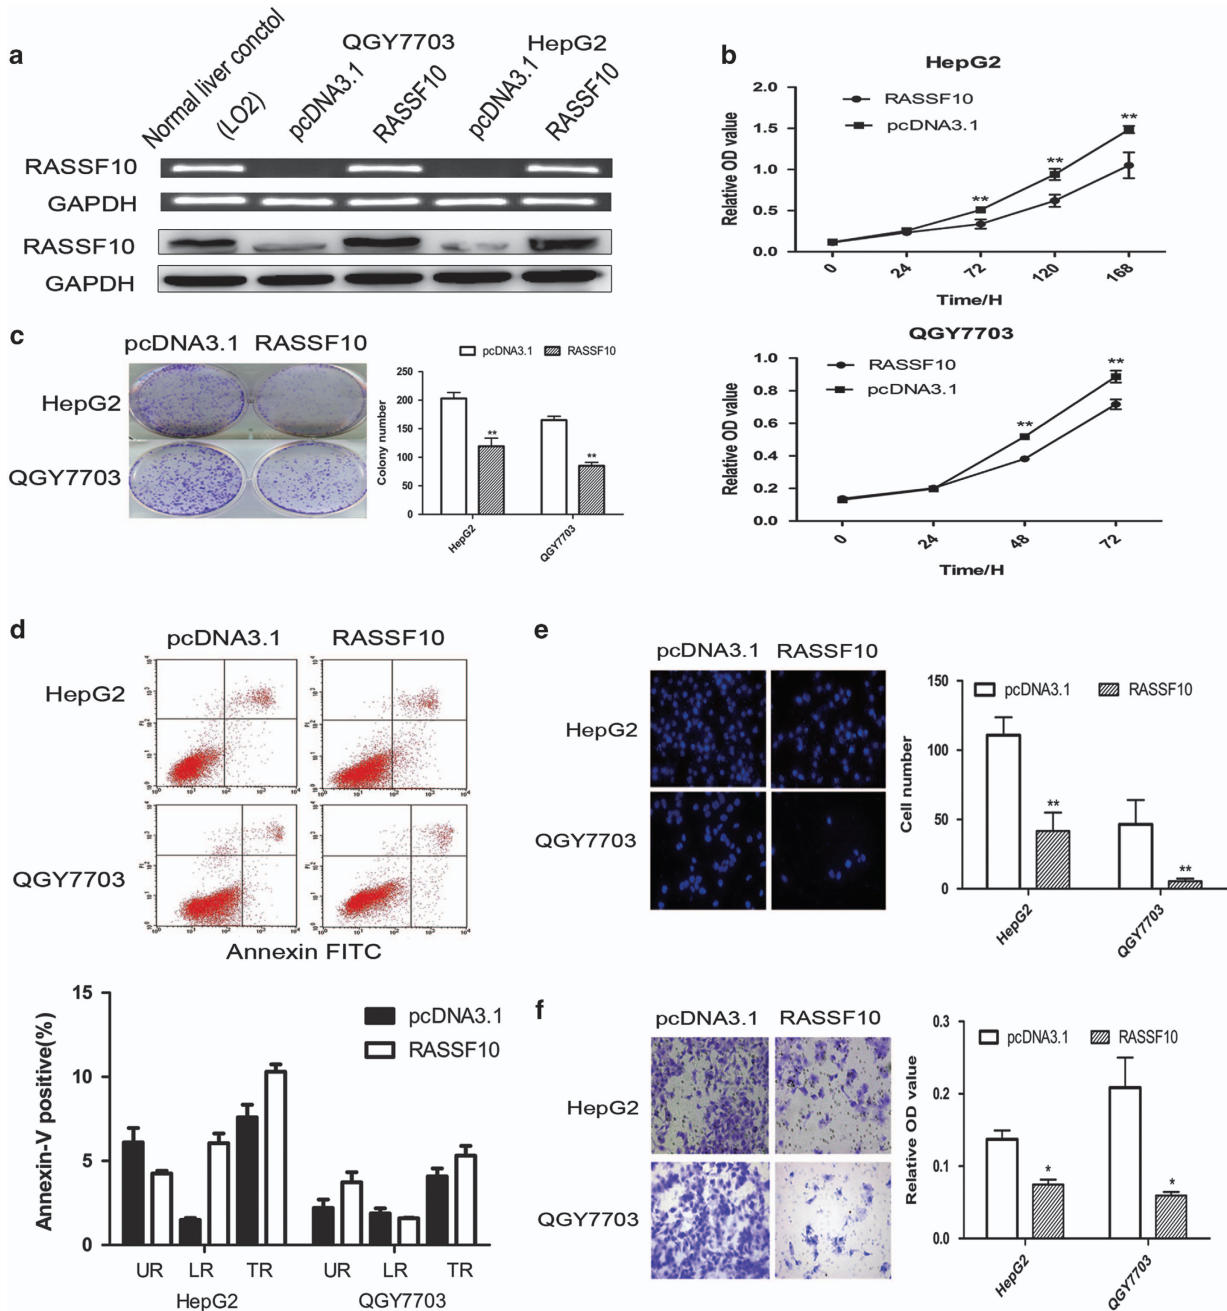 a
Normal liver conctol
(LO2)
QGY7703
HepG2
pcDNA3.1
RASSF10
pcDNA3.1
RASSF10
RASSF10
GAPDH
RASSF10
GAPDH
b
HepG2
RASSF10
pcDNA3.1
Relative OD value
2.0
1.5
1.0
0.5
0.0
**
**
**
0 24 72 120 168
Time/H
QGY7703
RASSF10
pcDNA3.1
Relative OD value
1.0
0.8
0.6
0.4
0.2
0.0
**
**
0 24 48 72
Time/H
c
pcDNA3.1 RASSF10
HepG2
QGY7703
pcDNA3.1 RASSF10
Colony number
250
200
150
100
50
0
**
**
HepG2
QGY7703
d
pcDNA3.1 RASSF10
HepG2
QGY7703
Annexin FITC
Annexin-V positive(%)
15
10
5
0
pcDNA3.1
RASSF10
UR LR TR UR LR TR
HepG2 QGY7703
e
pcDNA3.1 RASSF10
HepG2
QGY7703
Cell number
150
100
50
0
pcDNA3.1 RASSF10
**
**
HepG2
QGY7703
f
pcDNA3.1 RASSF10
HepG2
QGY7703
Relative OD value
0.3
0.2
0.1
0.0
pcDNA3.1 RASSF10
*
*
HepG2
QGY7703